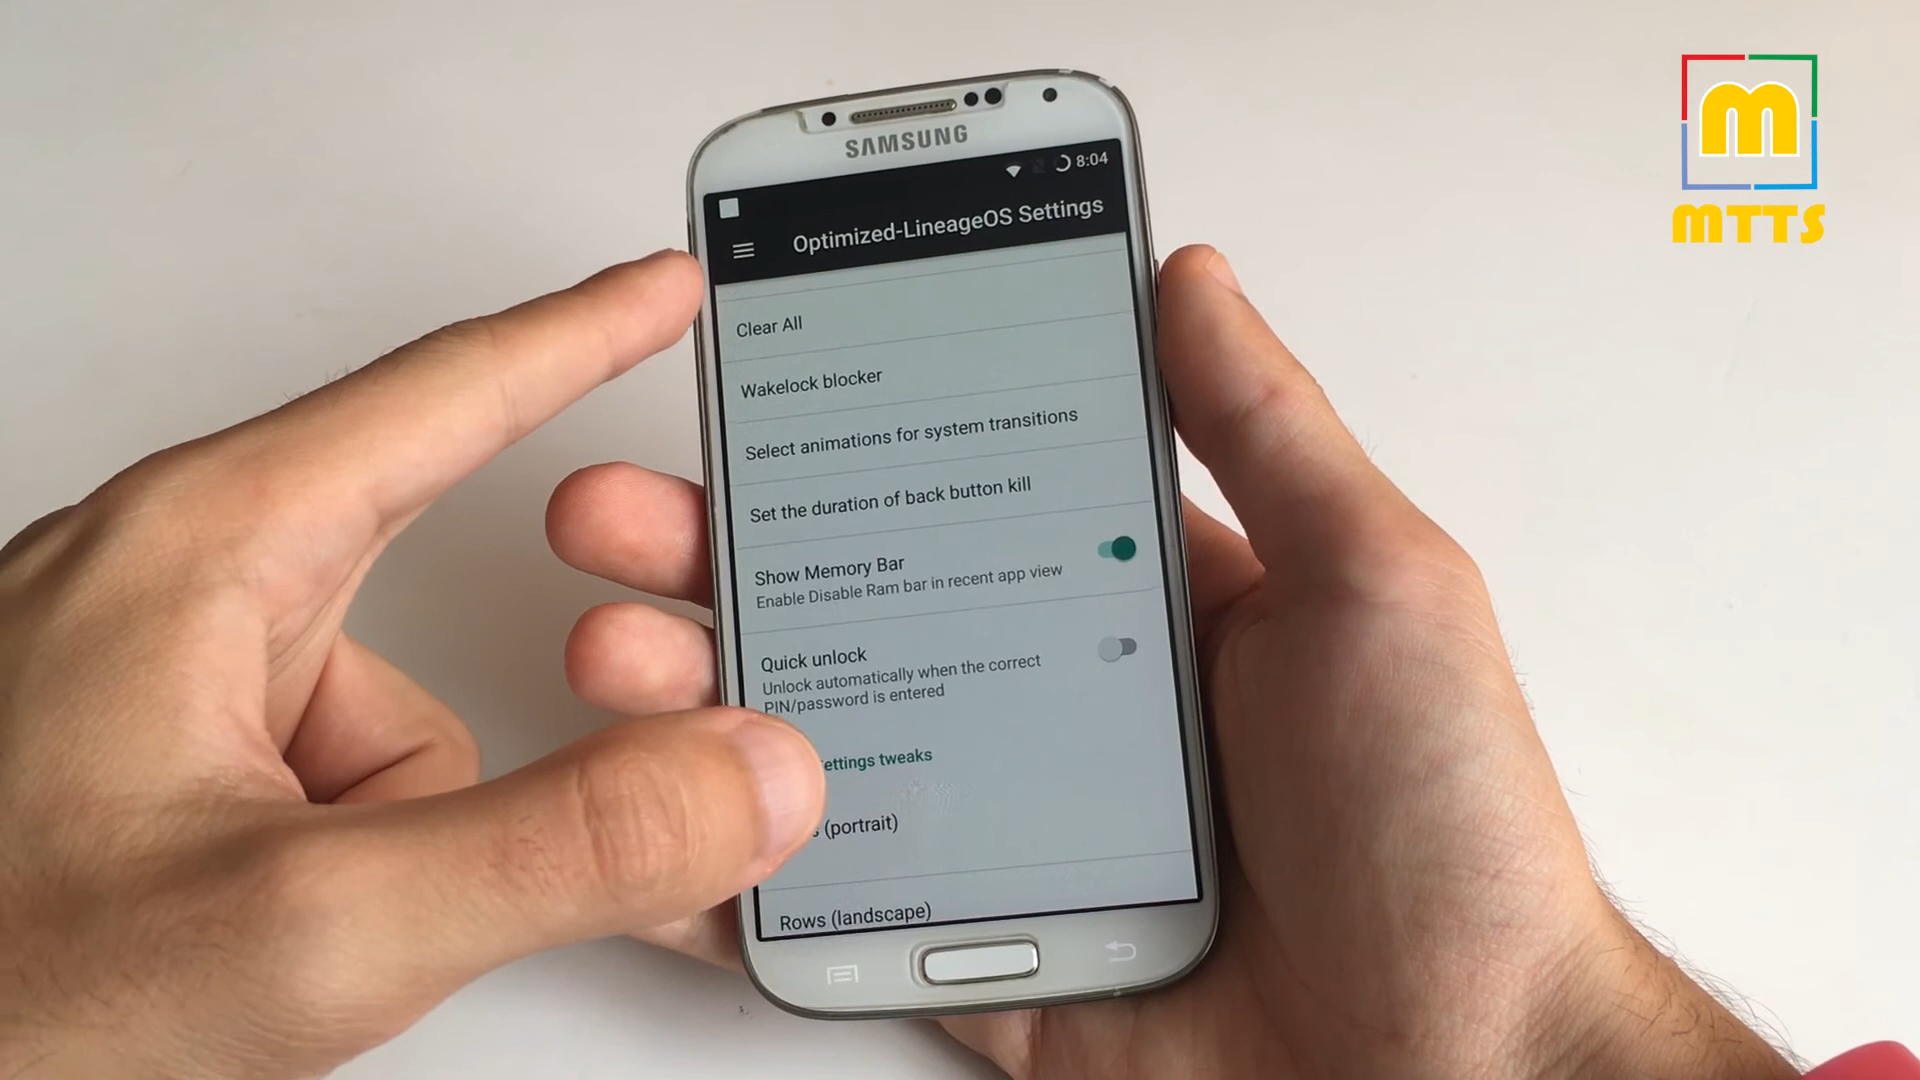 SAMSUNG
8:04
Optimized-LineageOS Settings
Clear All
Wakelock blocker
Select animations for system transitions
Set the duration of back button kill
Show Memory Bar
Enable Disable Ram bar in recent app view
Quick unlock
Unlock automatically when the correct
PIN/password is entered
tweaks
(portrait)
Rows (landscape)
m
MTTS